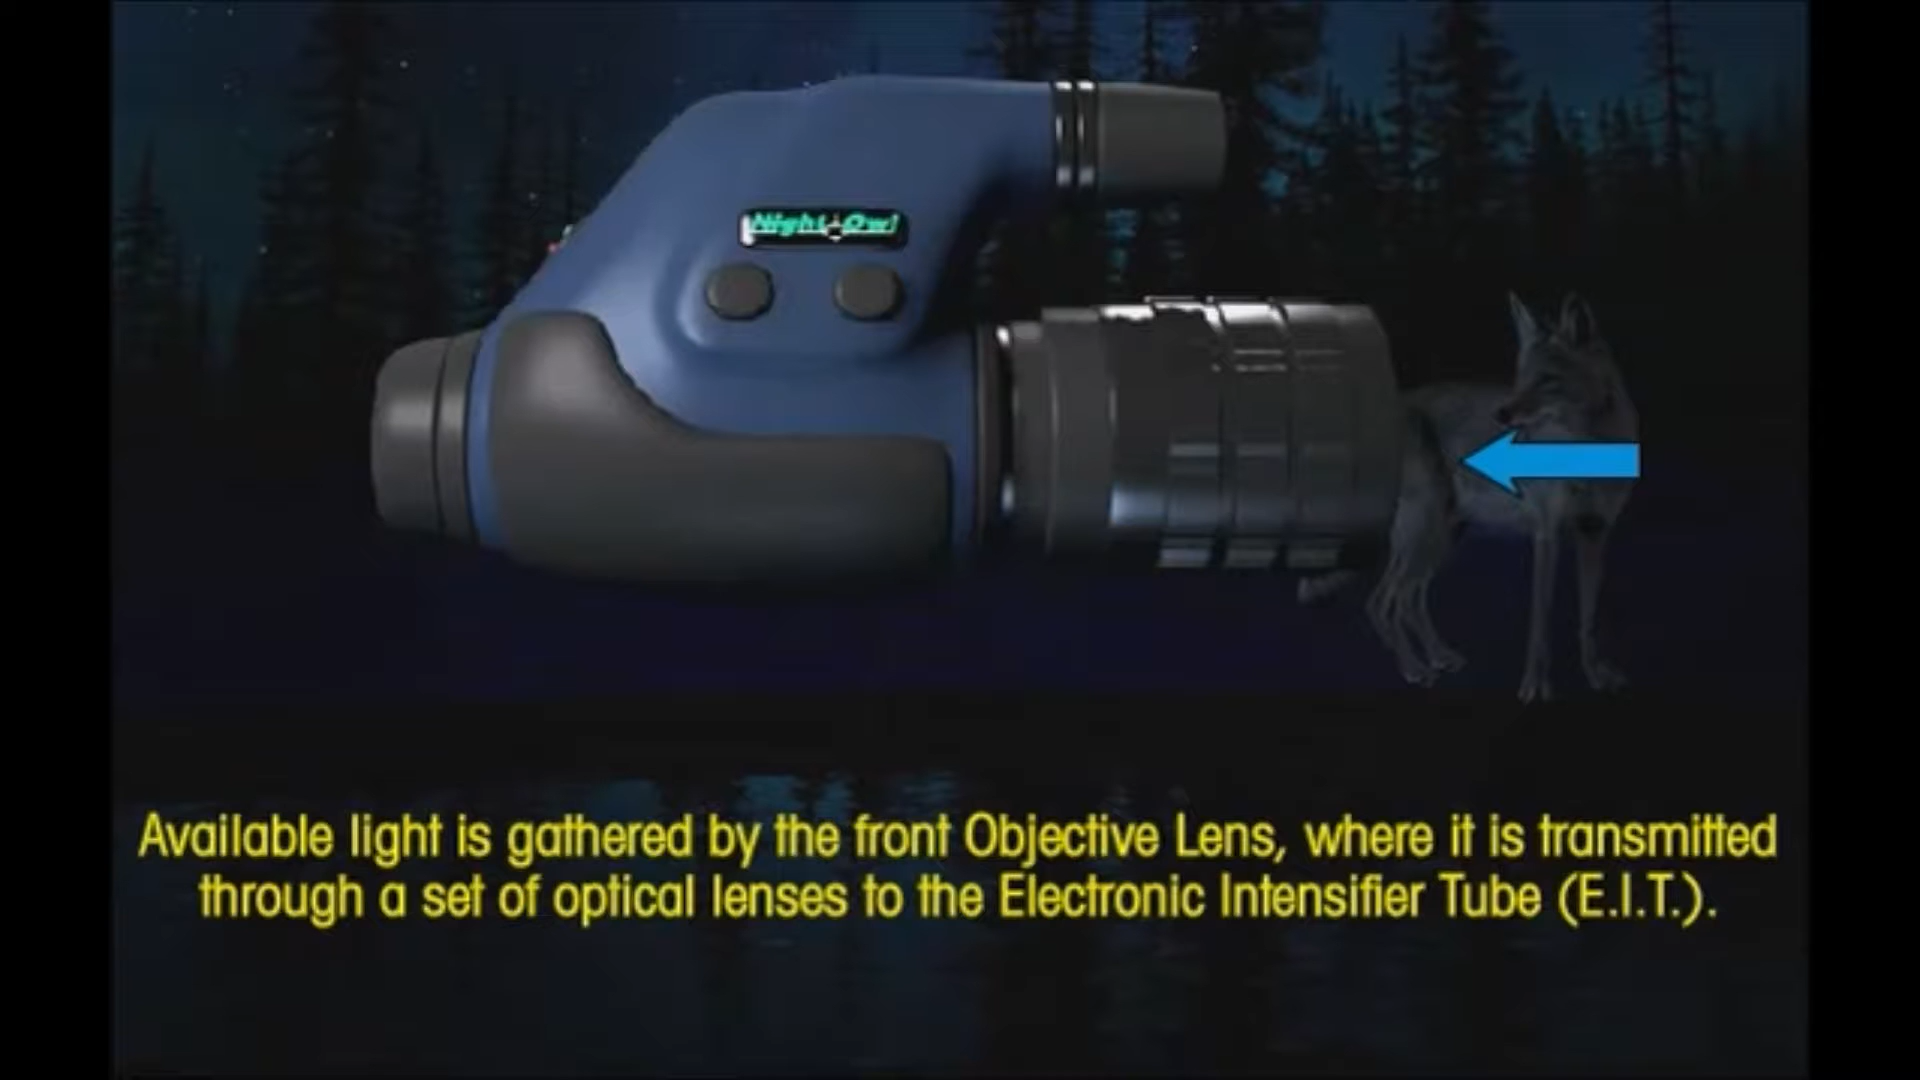 Night Owl
Available light is gathered by the front Objective Lens, where it is transmitted
through a set of optical lenses to the Electronic Intensifier Tube (E.I.T.).